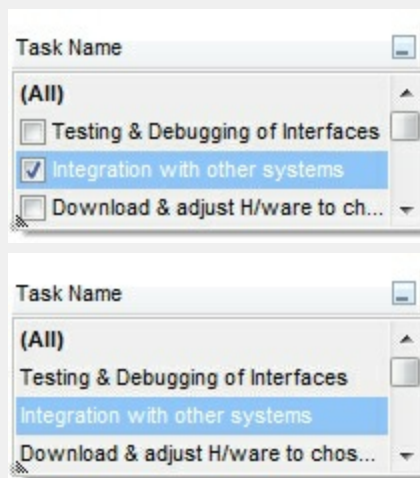 Task Name
(All)
Testing & Debugging of Interfaces
Integration with other systems
Download & adjust H/ware to ch...
Task Name
(All)
Testing & Debugging of Interfaces
Integration with other systems
Download & adjust H/ware to chos...